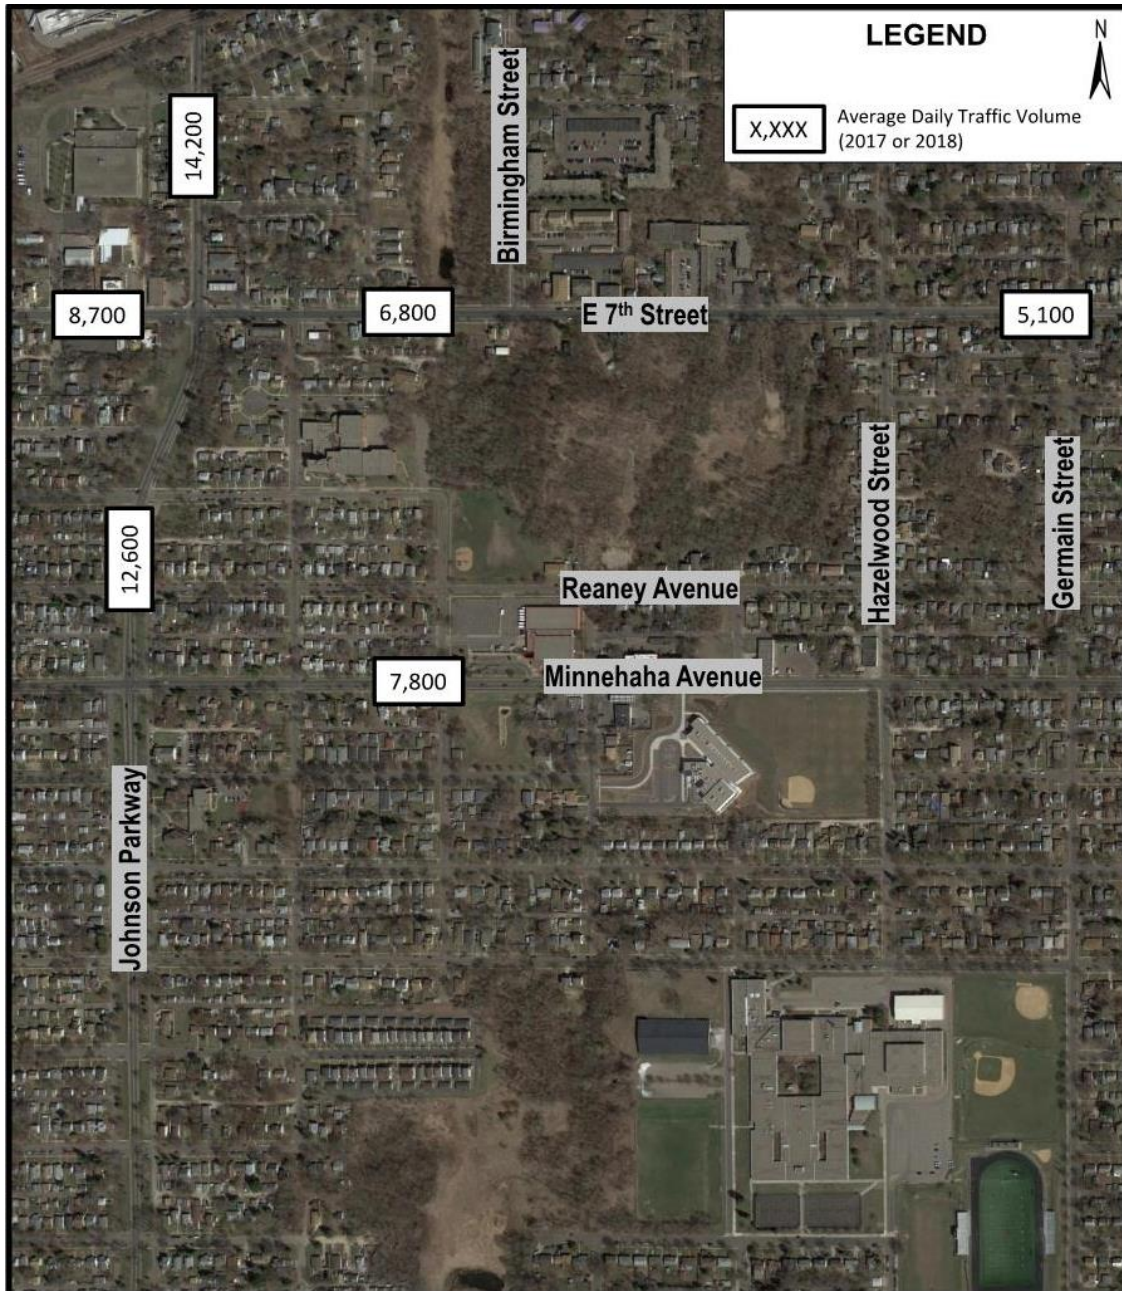 LEGEND
N
X,XXX
Average Daily Traffic Volume
(2017 or 2018)
14,200
Birmingham Street
8,700
6,800
E 7th Street
5,100
12,600
Hazelwood Street
Germain Street
Reaney Avenue
7,800
Minnehaha Avenue
Johnson Parkway